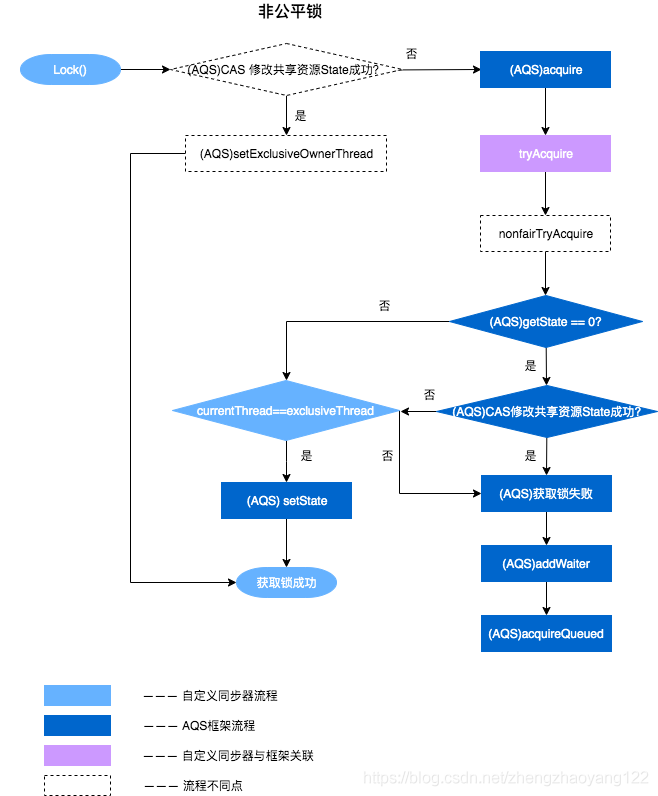 非公平锁
Lock()
(AQS)CAS 修改共享资源State成功?
否
(AQS)acquire
是
(AQS)setExclusiveOwnerThread
tryAcquire
nonfairTryAcquire
否
(AQS)getState == 0?
是
currentThread==exclusiveThread
否
(AQS)CAS修改共享资源State成功?
是
否
是
(AQS) setState
(AQS)获取锁失败
(AQS)addWaiter
获取锁成功
(AQS)acquireQueued
——— 自定义同步器流程
——— AQS框架流程
——— 自定义同步器与框架关联
——— 流程不同点
https://blog.csdn.net/zhengzhaoyang122